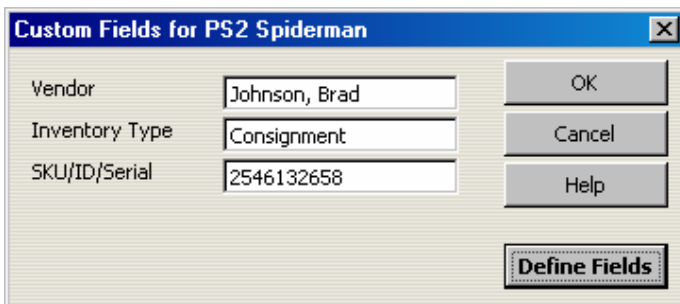 Custom Fields for PS2 Spiderman
Vendor
Johnson, Brad
OK
Inventory Type
Consignment
Cancel
SKU/ID/Serial
2546132658
Help
Define Fields